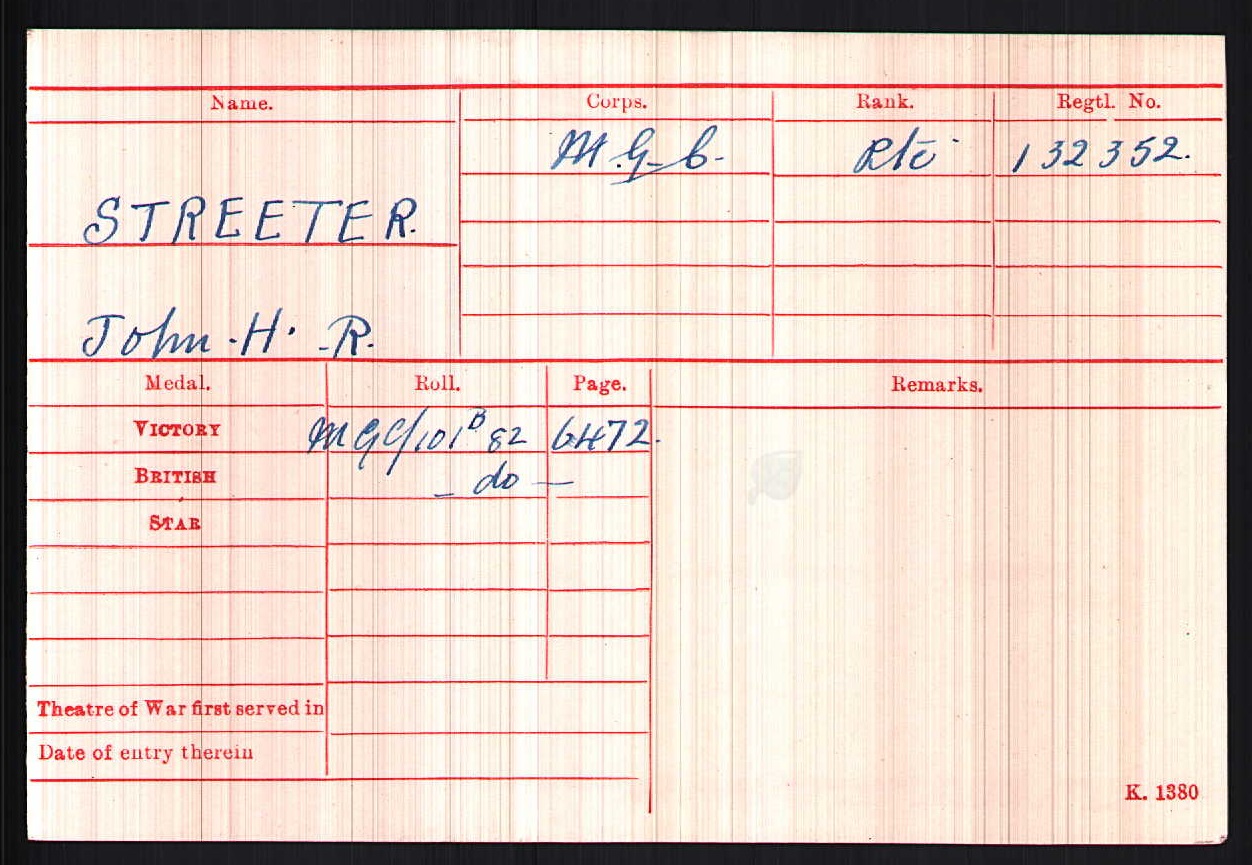 Name. Corps. Rank. Regtl. No.
M.G.C. Pte 132352.
STREETER.
John. H. R.
Medal. Roll. Page. Remarks.
VICTORY MGC/101B82 6472.
BRITISH - do -
STAR
Theatre of War first served in
Date of entry therein
K. 1380